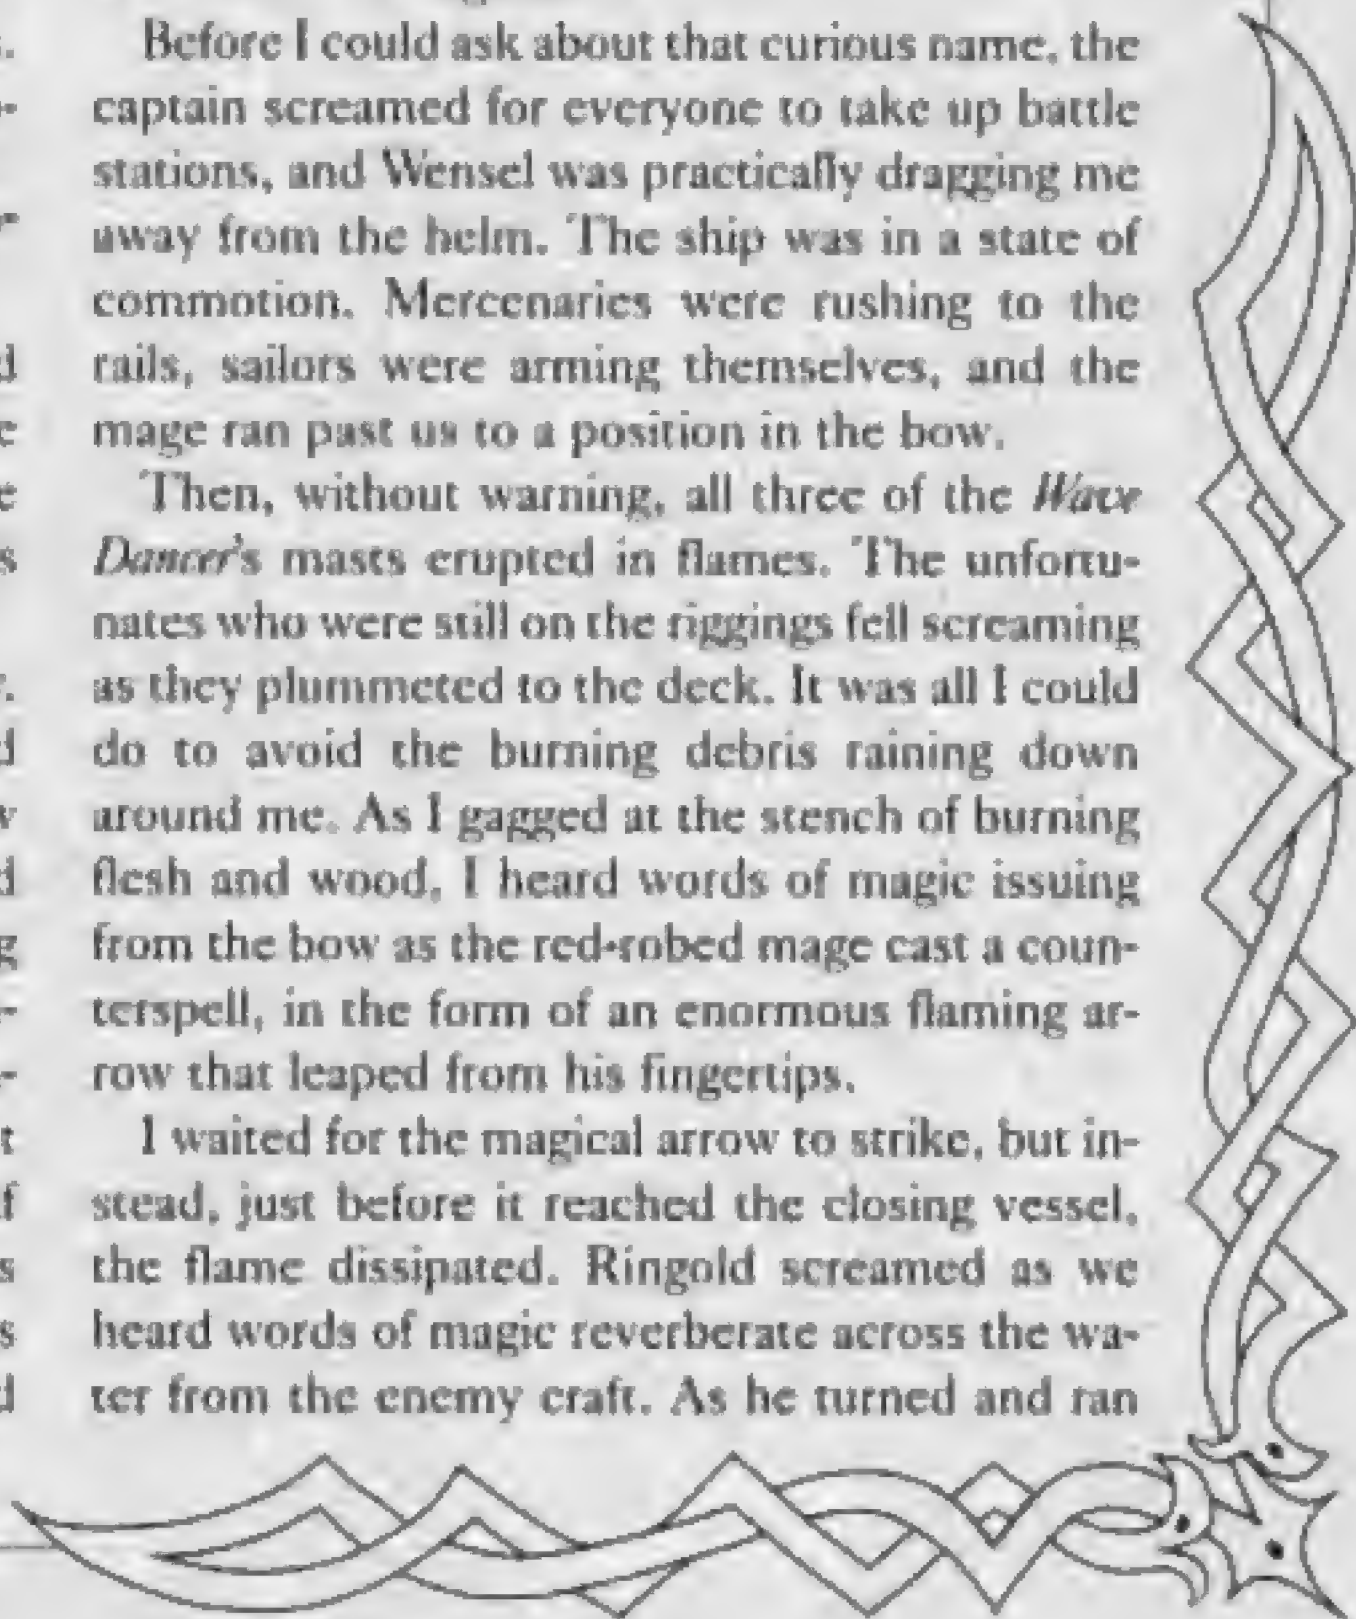 Before I could ask about that curious name, the
captain screamed for everyone to take up battle
stations, and Wensel was practically dragging me
away from the helm. The ship was in a state of
commotion. Mercenaries were rushing to the
rails, sailors were arming themselves, and the
mage ran past us to a position in the bow.
Then, without warning, all three of the Wave
Dancer's masts erupted in flames. The unfortu-
nates who were still on the riggings fell screaming
as they plummeted to the deck. It was all I could
do to avoid the burning debris raining down
around me. As I gagged at the stench of burning
flesh and wood, I heard words of magic issuing
from the bow as the red-robed mage cast a coun-
terspell, in the form of an enormous flaming ar-
row that leaped from his fingertips.
I waited for the magical arrow to strike, but in-
stead, just before it reached the closing vessel,
the flame dissipated. Ringold screamed as we
heard words of magic reverberate across the wa-
ter from the enemy craft. As he turned and ran